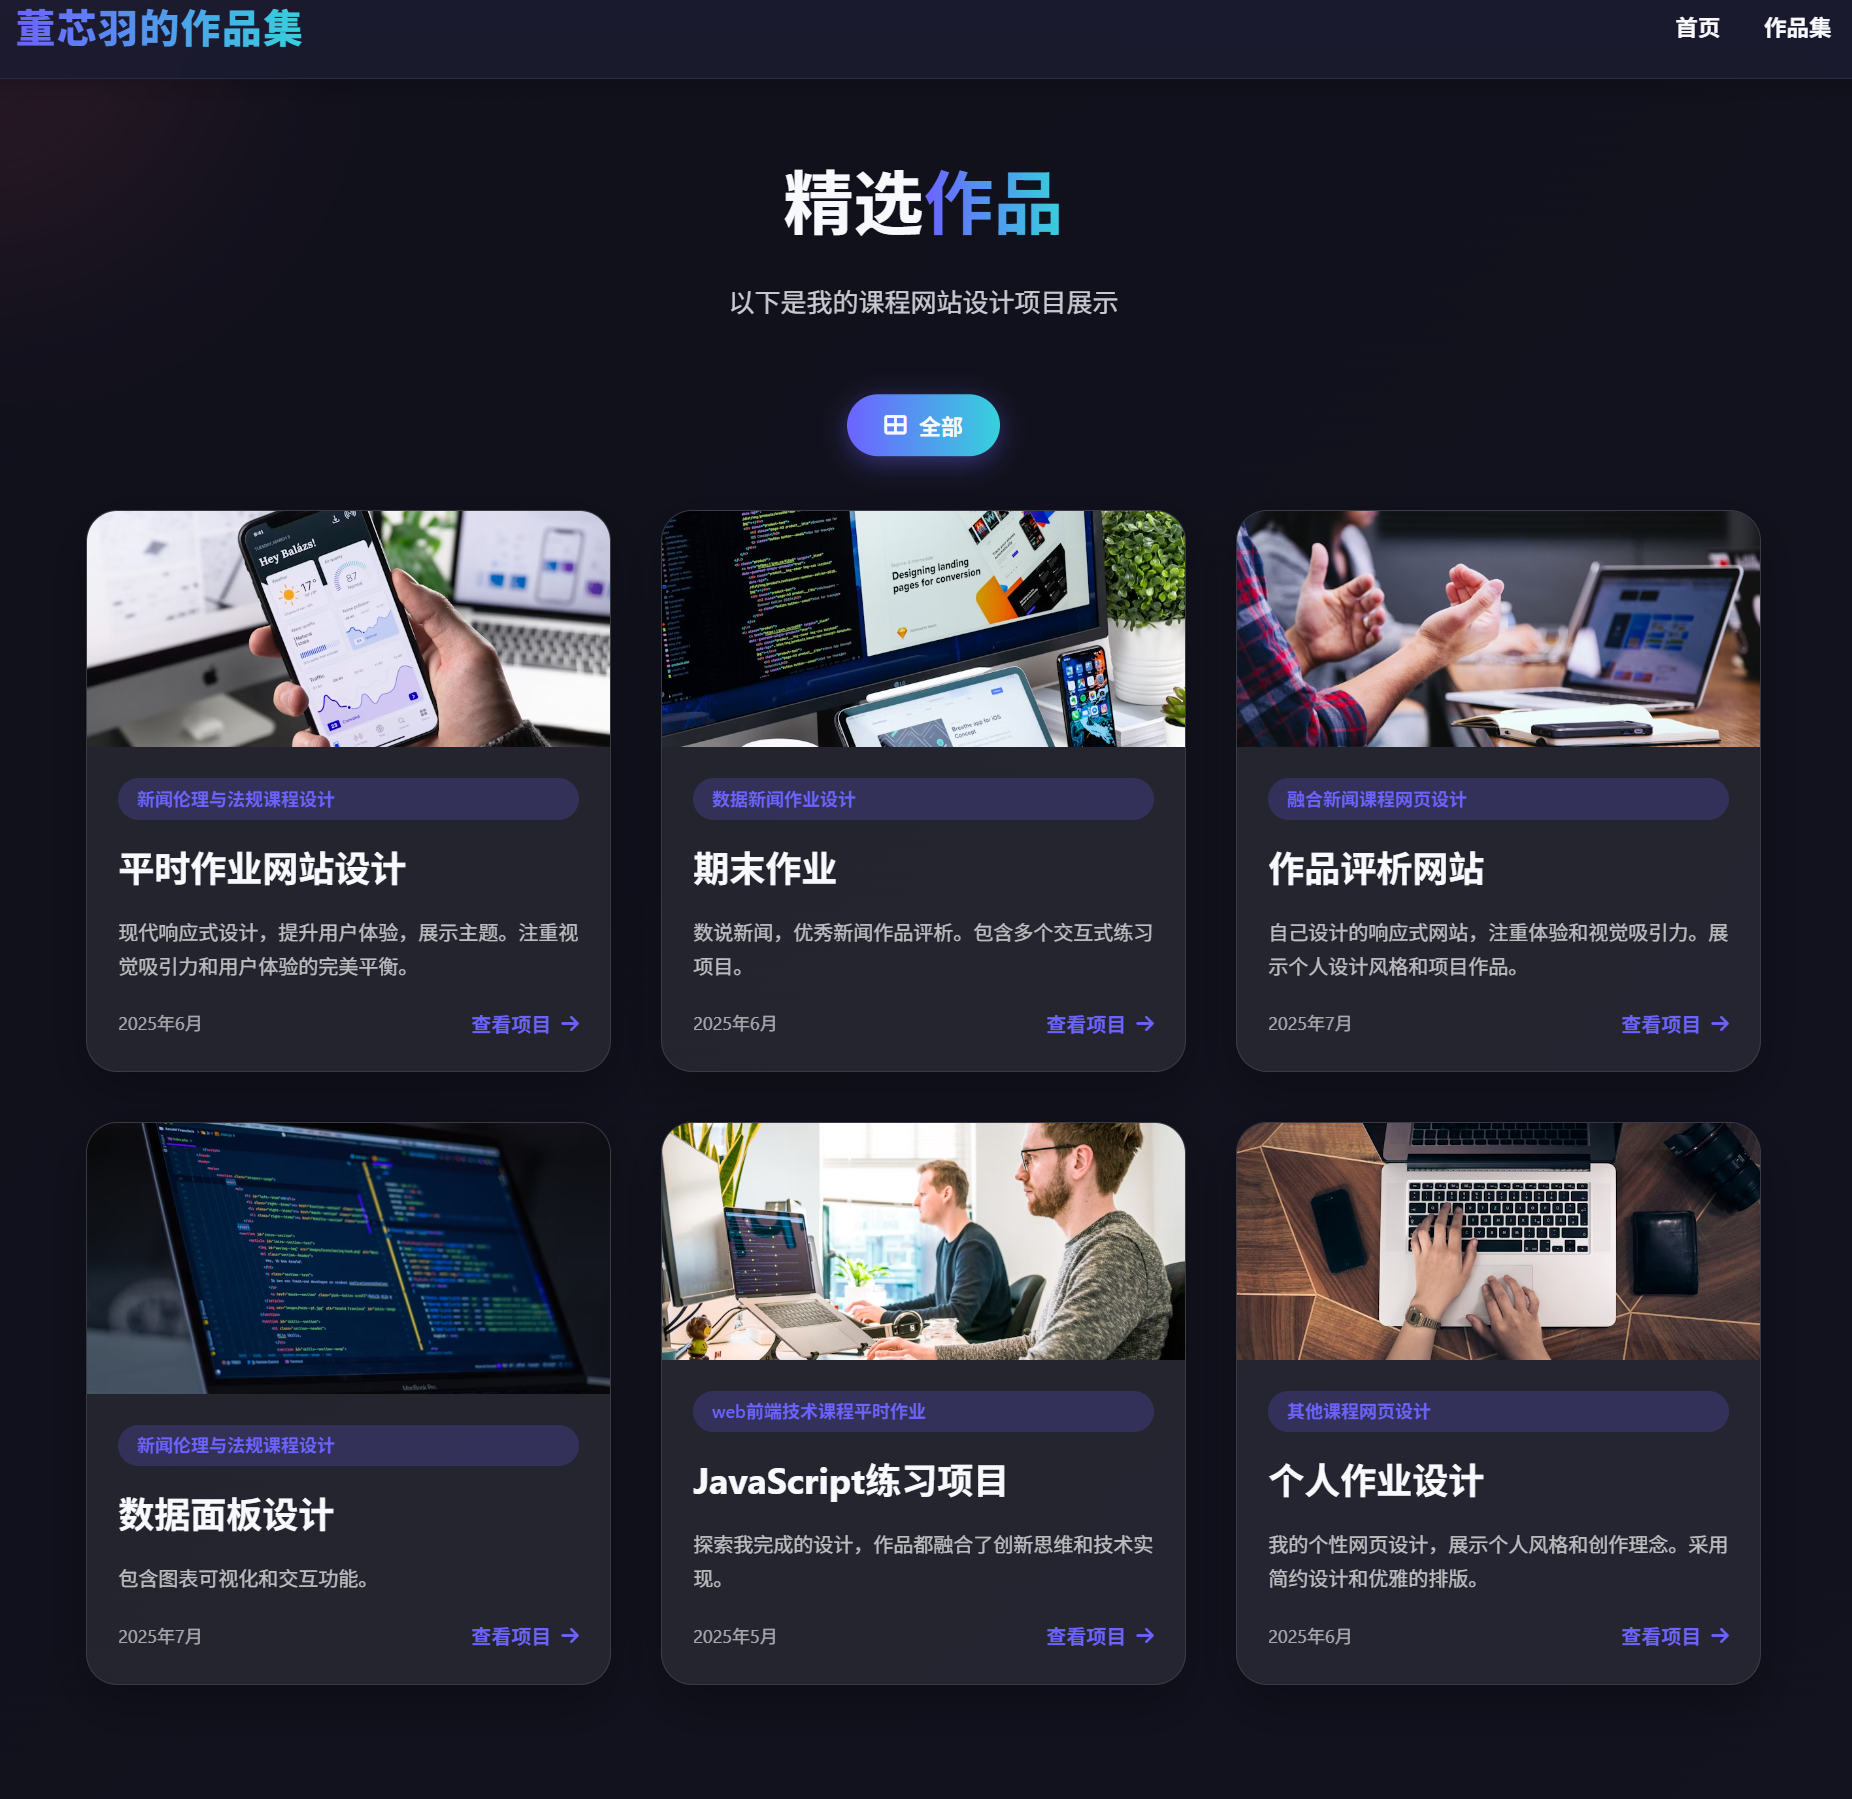 董芯羽的作品集
首页
作品集
精选作品
以下是我的课程网站设计项目展示
全部
Hey Balázs!
17°
87
Traffic
Designing landing
pages for conversion
Breathe app for iOS
Concept
新闻伦理与法规课程设计
平时作业网站设计
现代响应式设计，提升用户体验，展示主题。注重视
觉吸引力和用户体验的完美平衡。
2025年6月
查看项目
数据新闻作业设计
期末作业
数说新闻，优秀新闻作品评析。包含多个交互式练习
项目。
2025年6月
查看项目
融合新闻课程网页设计
作品评析网站
自己设计的响应式网站，注重体验和视觉吸引力。展
示个人设计风格和项目作品。
2025年7月
查看项目
MacBook Pro
新闻伦理与法规课程设计
数据面板设计
包含图表可视化和交互功能。
2025年7月
查看项目
web前端技术课程平时作业
JavaScript练习项目
探索我完成的设计，作品都融合了创新思维和技术实
现。
2025年5月
查看项目
其他课程网页设计
个人作业设计
我的个性网页设计，展示个人风格和创作理念。采用
简约设计和优雅的排版。
2025年6月
查看项目